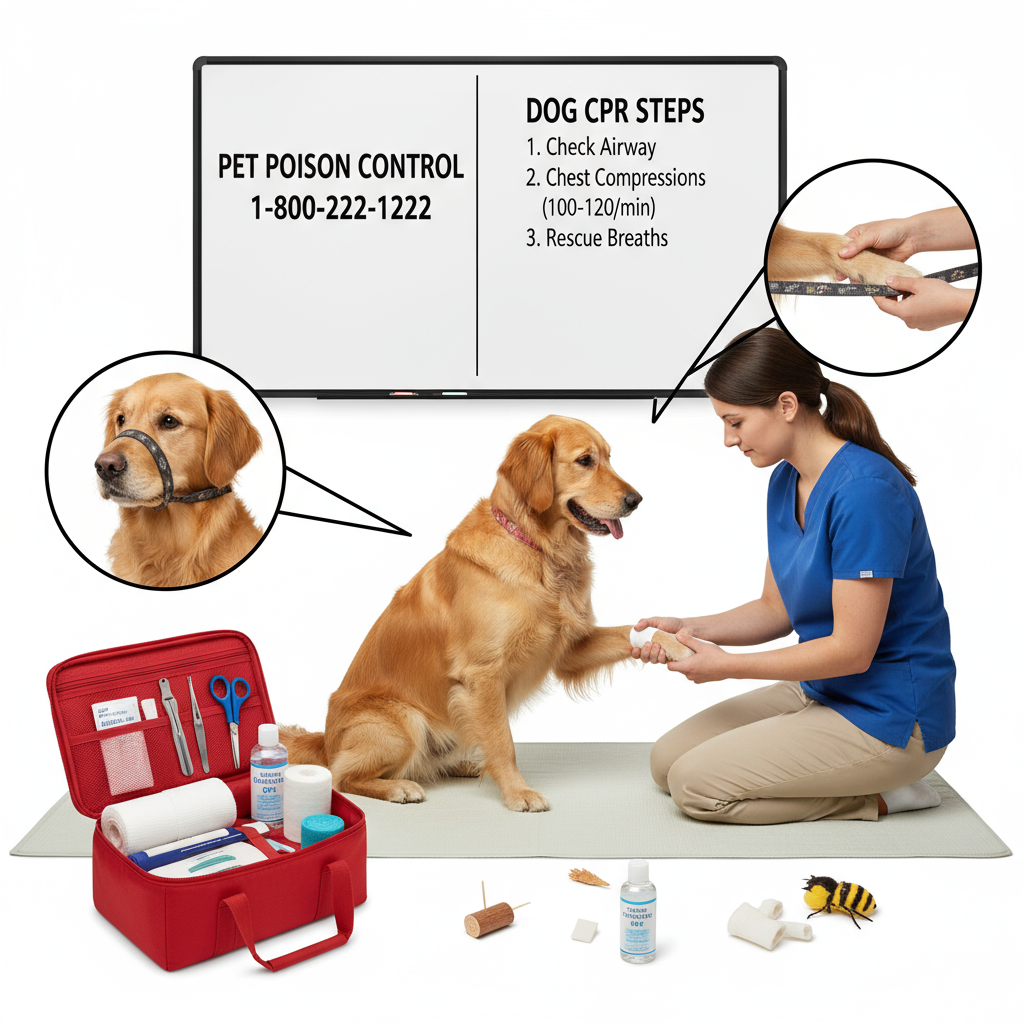 PET POISON CONTROL
1-800-222-1222
DOG CPR STEPS
1. Check Airway
2. Chest Compressions
(100-120/min)
3. Rescue Breaths